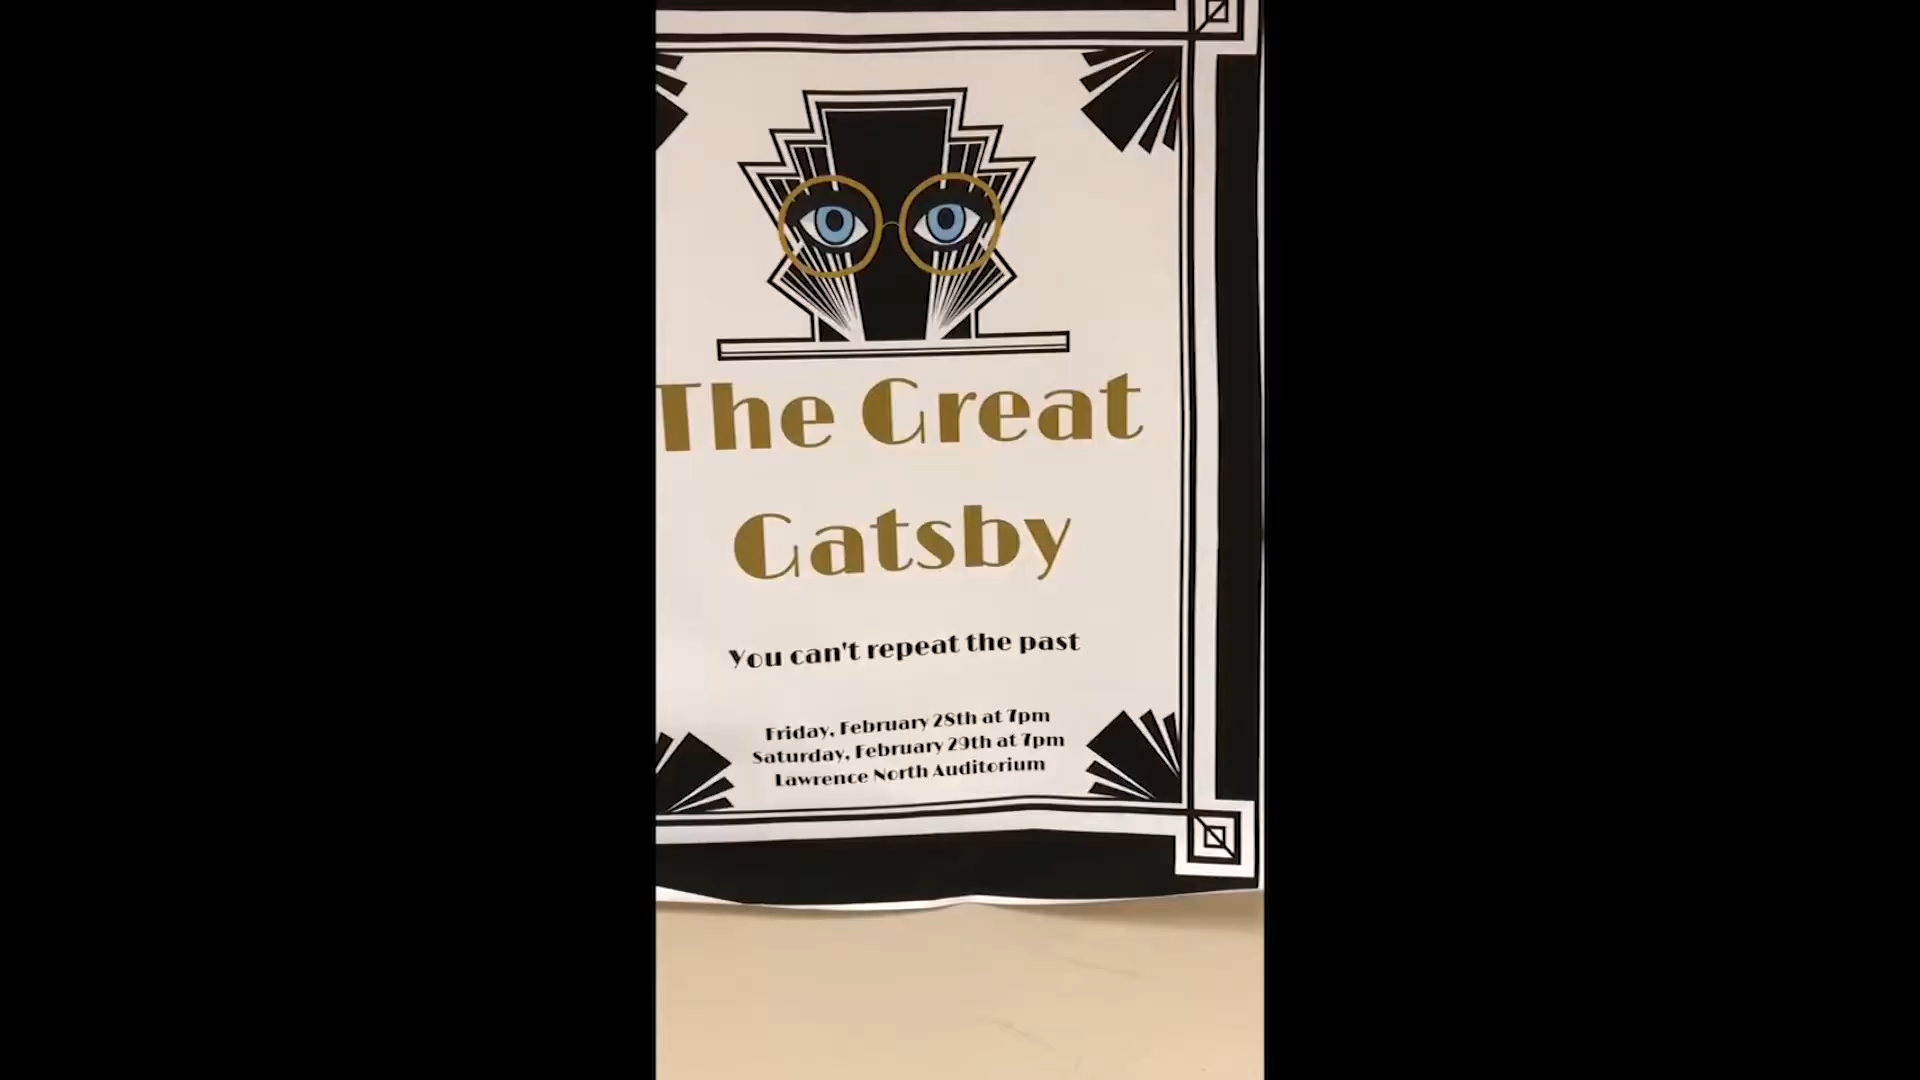 The Great
Gatsby
You can't repeat the past
Friday, February 28th at 7pm
Saturday, February 29th at 7pm
Lawrence North Auditorium